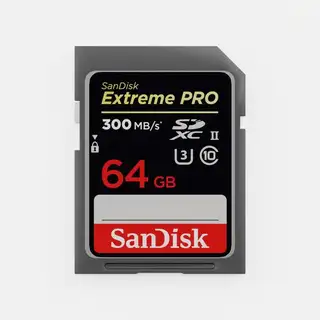 SanDisk
Extreme PRO
300 MB/s* SD XC II
3 10
64 GB
SanDisk